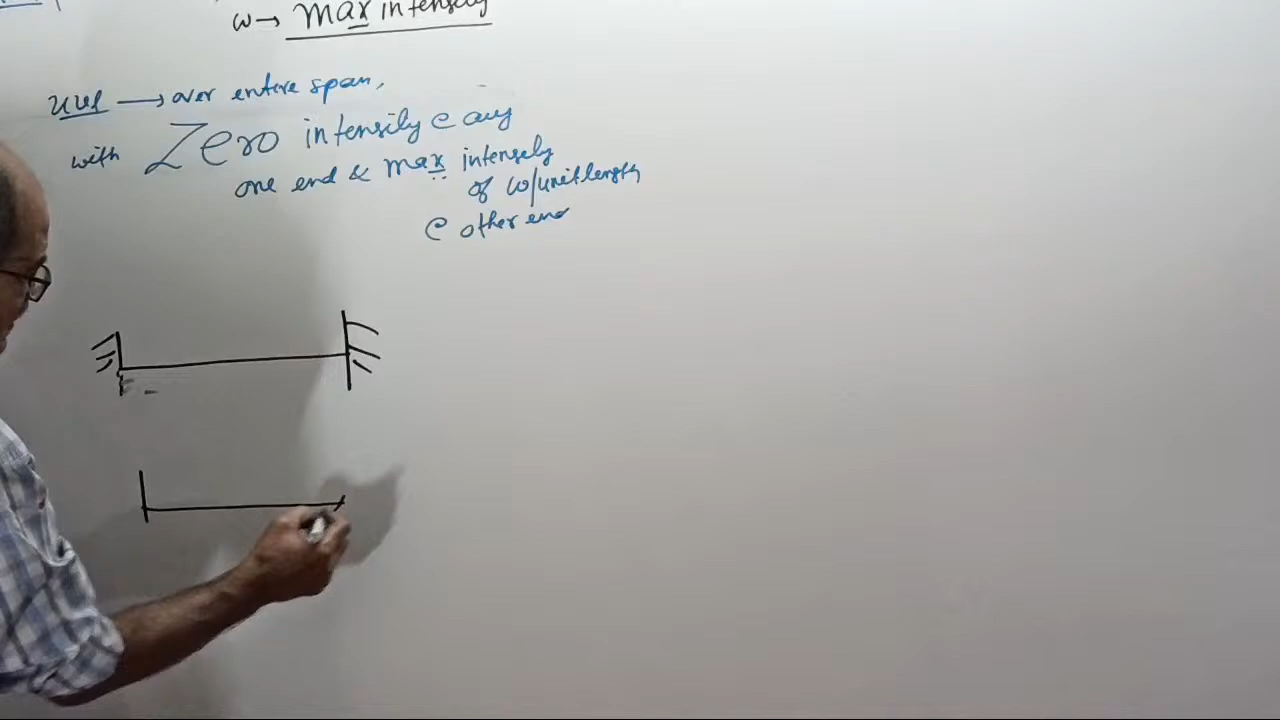 w → max intensity
uvl → over entire span,
with Zero intensity @ any
one end & max intensity
of w/unit length
@ other end